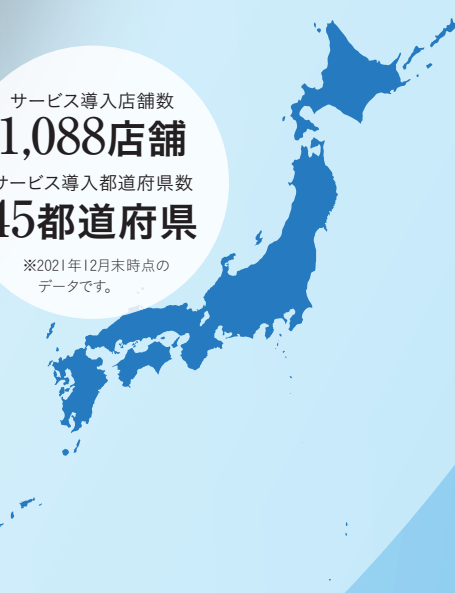 サービス導入店舗数
1,088店舗
サービス導入都道府県数
45都道府県
※2021年12月末時点の
データです。